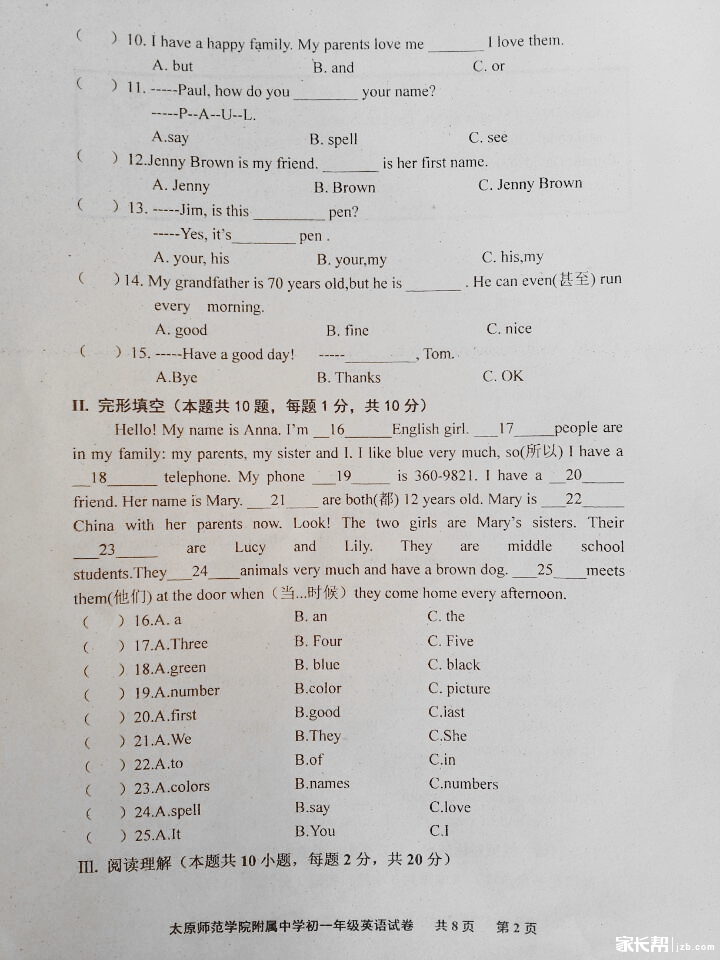 (      ) 10. I have a happy family. My parents love me _______ I love them.
A. but    B. and    C. or
(      ) 11. -----Paul, how do you ________ your name?
-----P--A--U--L.
A.say    B. spell    C. see
(      ) 12.Jenny Brown is my friend. _______ is her first name.
A. Jenny    B. Brown    C. Jenny Brown
(      ) 13. -----Jim, is this _________ pen?
-----Yes, it's________ pen .
A. your, his    B. your,my    C. his,my
(      )14. My grandfather is 70 years old,but he is _______ . He can even(甚至) run
every morning.
A. good    B. fine    C. nice
(      ) 15. -----Have a good day!    -----_________, Tom.
A.Bye    B. Thanks    C. OK
II. 完形填空（本题共 10 题，每题 1 分，共 10 分）
Hello! My name is Anna. I'm __16______English girl. ___17_____people are
in my family: my parents, my sister and I. I like blue very much, so(所以) I have a
__18______ telephone. My phone ___19_____ is 360-9821. I have a __20_____
friend. Her name is Mary. ___21____ are both(都) 12 years old. Mary is ___22_____
China with her parents now. Look! The two girls are Mary's sisters. Their
___23_____ are Lucy and Lily. They are middle school
students.They___24____animals very much and have a brown dog. ___25_____meets
them(他们) at the door when（当...时候）they come home every afternoon.
(      ) 16.A. a    B. an    C. the
(      ) 17.A.Three    B. Four    C. Five
(      ) 18.A.green    B. blue    C. black
(      ) 19.A.number    B.color    C. picture
(      ) 20.A.first    B.good    C.iast
(      ) 21.A.We    B.They    C.She
(      ) 22.A.to    B.of    C.in
(      ) 23.A.colors    B.names    C.numbers
(      ) 24.A.spell    B.say    C.love
(      ) 25.A.It    B.You    C.I
III. 阅读理解（本题共 10 小题，每题 2 分，共 20 分）
太原师范学院附属中学初一年级英语试卷    共 8 页    第 2 页
家长帮 jzb.com